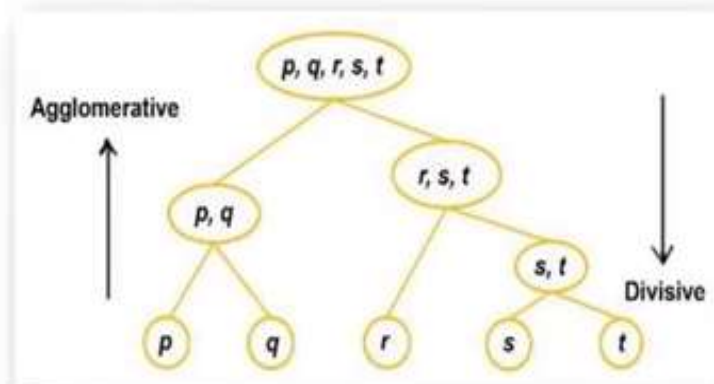 p, q, r, s, t
Agglomerative
r, s, t
p, q
s, t
Divisive
p
q
r
s
t